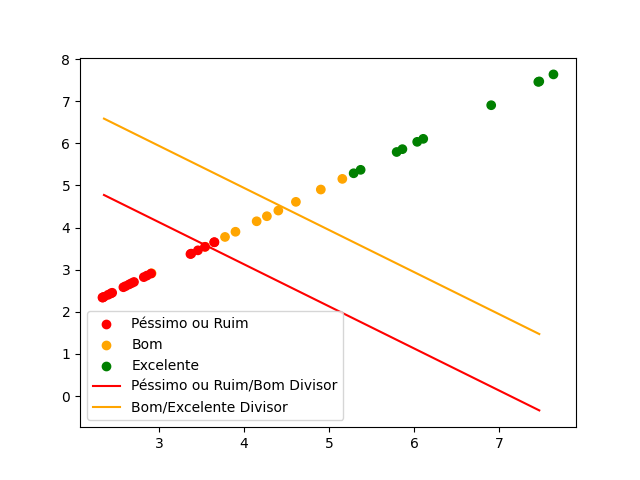 8
7
6
5
4
3
2
1
0
Péssimo ou Ruim
Bom
Excelente
Péssimo ou Ruim/Bom Divisor
Bom/Excelente Divisor
3 4 5 6 7